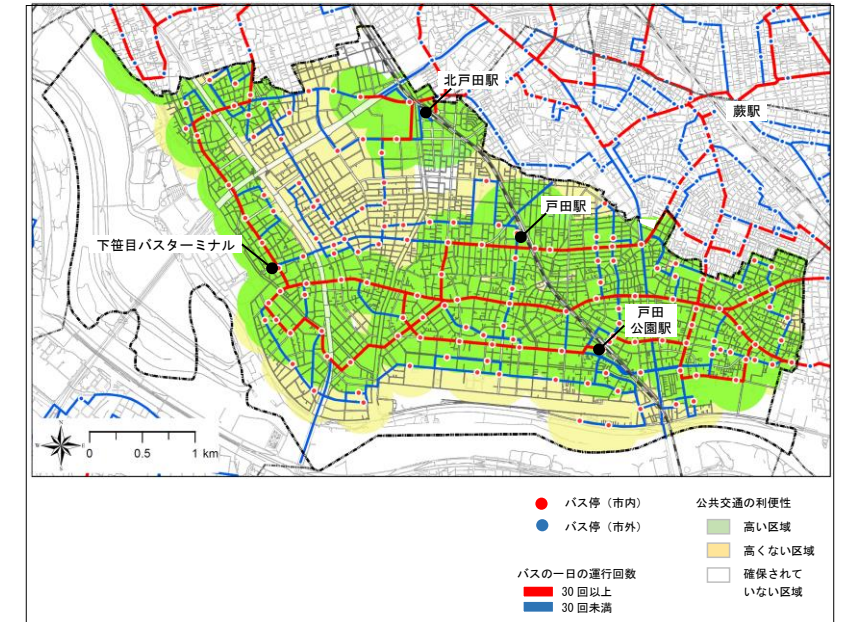 北戸田駅
蕨駅
戸田駅
下笹目バスターミナル
戸田
公園駅
0 0.5 1 km
バス停（市内）
バス停（市外）
バスの一日の運行回数
30 回以上
30 回未満
公共交通の利便性
高い区域
高くない区域
確保されて
いない区域